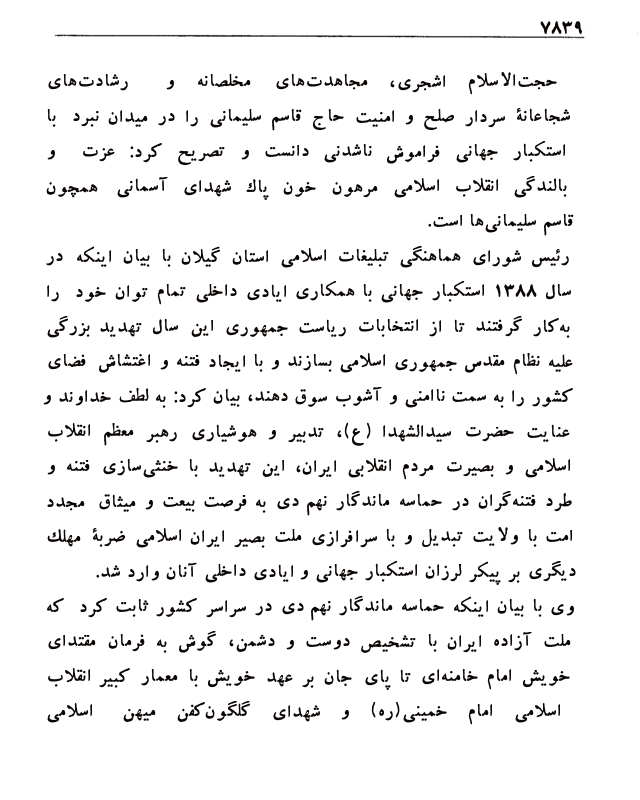 ۷۸۳۹
حجت‌الاسلام اشجری، مجاهدت‌های مخلصانه و رشادت‌های
شجاعانهٔ سردار صلح و امنیت حاج قاسم سلیمانی را در میدان نبرد با
استکبار جهانی فراموش ناشدنی دانست و تصریح کرد: عزت و
بالندگی انقلاب اسلامی مرهون خون پاك شهدای آسمانی همچون
قاسم سلیمانی‌ها است.
رئیس شورای هماهنگی تبلیغات اسلامی استان گیلان با بیان اینکه در
سال ۱۳۸۸ استکبار جهانی با همکاری ایادی داخلی تمام توان خود را
به‌کار گرفتند تا از انتخابات ریاست جمهوری این سال تهدید بزرگی
علیه نظام مقدس جمهوری اسلامی بسازند و با ایجاد فتنه و اغتشاش فضای
کشور را به سمت ناامنی و آشوب سوق دهند، بیان کرد: به لطف خداوند و
عنایت حضرت سیدالشهدا (ع)، تدبیر و هوشیاری رهبر معظم انقلاب
اسلامی و بصیرت مردم انقلابی ایران، این تهدید با خنثی‌سازی فتنه و
طرد فتنه‌گران در حماسه ماندگار نهم دی به فرصت بیعت و میثاق مجدد
امت با ولایت تبدیل و با سرافرازی ملت بصیر ایران اسلامی ضربهٔ مهلك
دیگری بر پیکر لرزان استکبار جهانی و ایادی داخلی آنان وارد شد.
وی با بیان اینکه حماسه ماندگار نهم دی در سراسر کشور ثابت کرد که
ملت آزاده ایران با تشخیص دوست و دشمن، گوش به فرمان مقتدای
خویش امام خامنه‌ای تا پای جان بر عهد خویش با معمار کبیر انقلاب
اسلامی امام خمینی(ره) و شهدای گلگون‌کفن میهن اسلامی